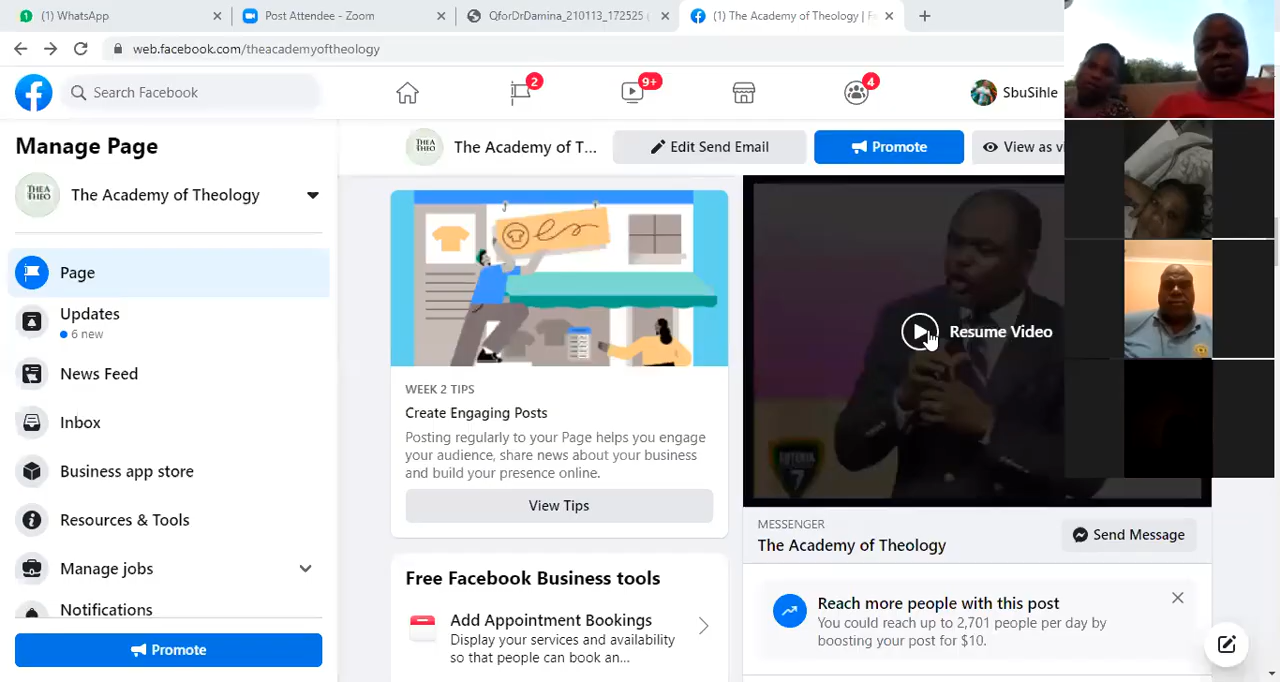 (1) WhatsApp
Post Attendee - Zoom
QforDrDamina_210113_172525 (
(1) The Academy of Theology | F
web.facebook.com/theacademyoftheology
Search Facebook
2
9+
4
SbuSihle
Manage Page
The Academy of T...
Edit Send Email
Promote
View as v
THEA
THEO
The Academy of Theology
Page
Updates
6 new
News Feed
Inbox
Business app store
Resources & Tools
Manage jobs
Notifications
Promote
WEEK 2 TIPS
Create Engaging Posts
Posting regularly to your Page helps you engage
your audience, share news about your business
and build your presence online.
View Tips
Free Facebook Business tools
Add Appointment Bookings
Display your services and availability
so that people can book an...
Resume Video
7
MESSENGER
The Academy of Theology
Send Message
Reach more people with this post
You could reach up to 2,701 people per day by
boosting your post for $10.